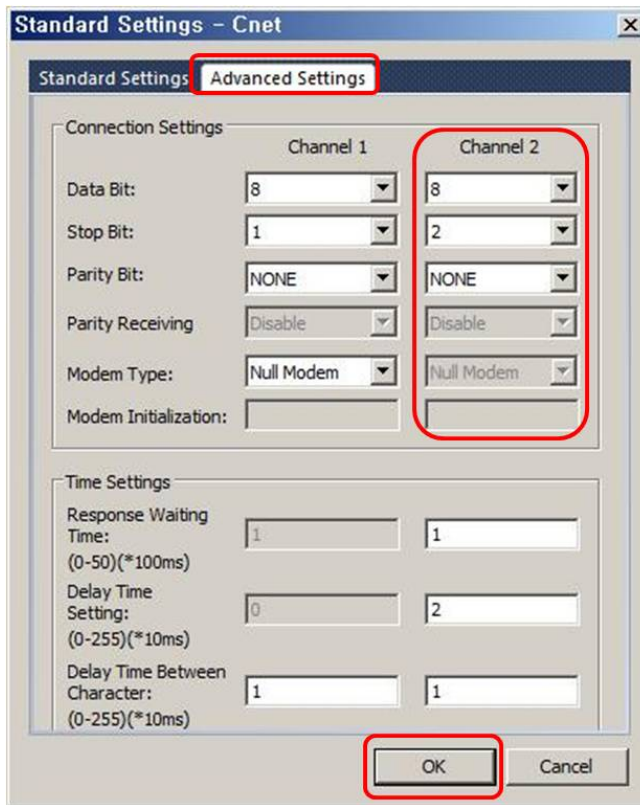 Standard Settings – Cnet
Standard Settings Advanced Settings
Connection Settings
Channel 1 Channel 2
Data Bit: 8 8
Stop Bit: 1 2
Parity Bit: NONE NONE
Parity Receiving Disable Disable
Modem Type: Null Modem Null Modem
Modem Initialization:
Time Settings
Response Waiting
Time: 1 1
(0-50)(*100ms)
Delay Time
Setting: 0 2
(0-255)(*10ms)
Delay Time Between
Character: 1 1
(0-255)(*10ms)
OK Cancel